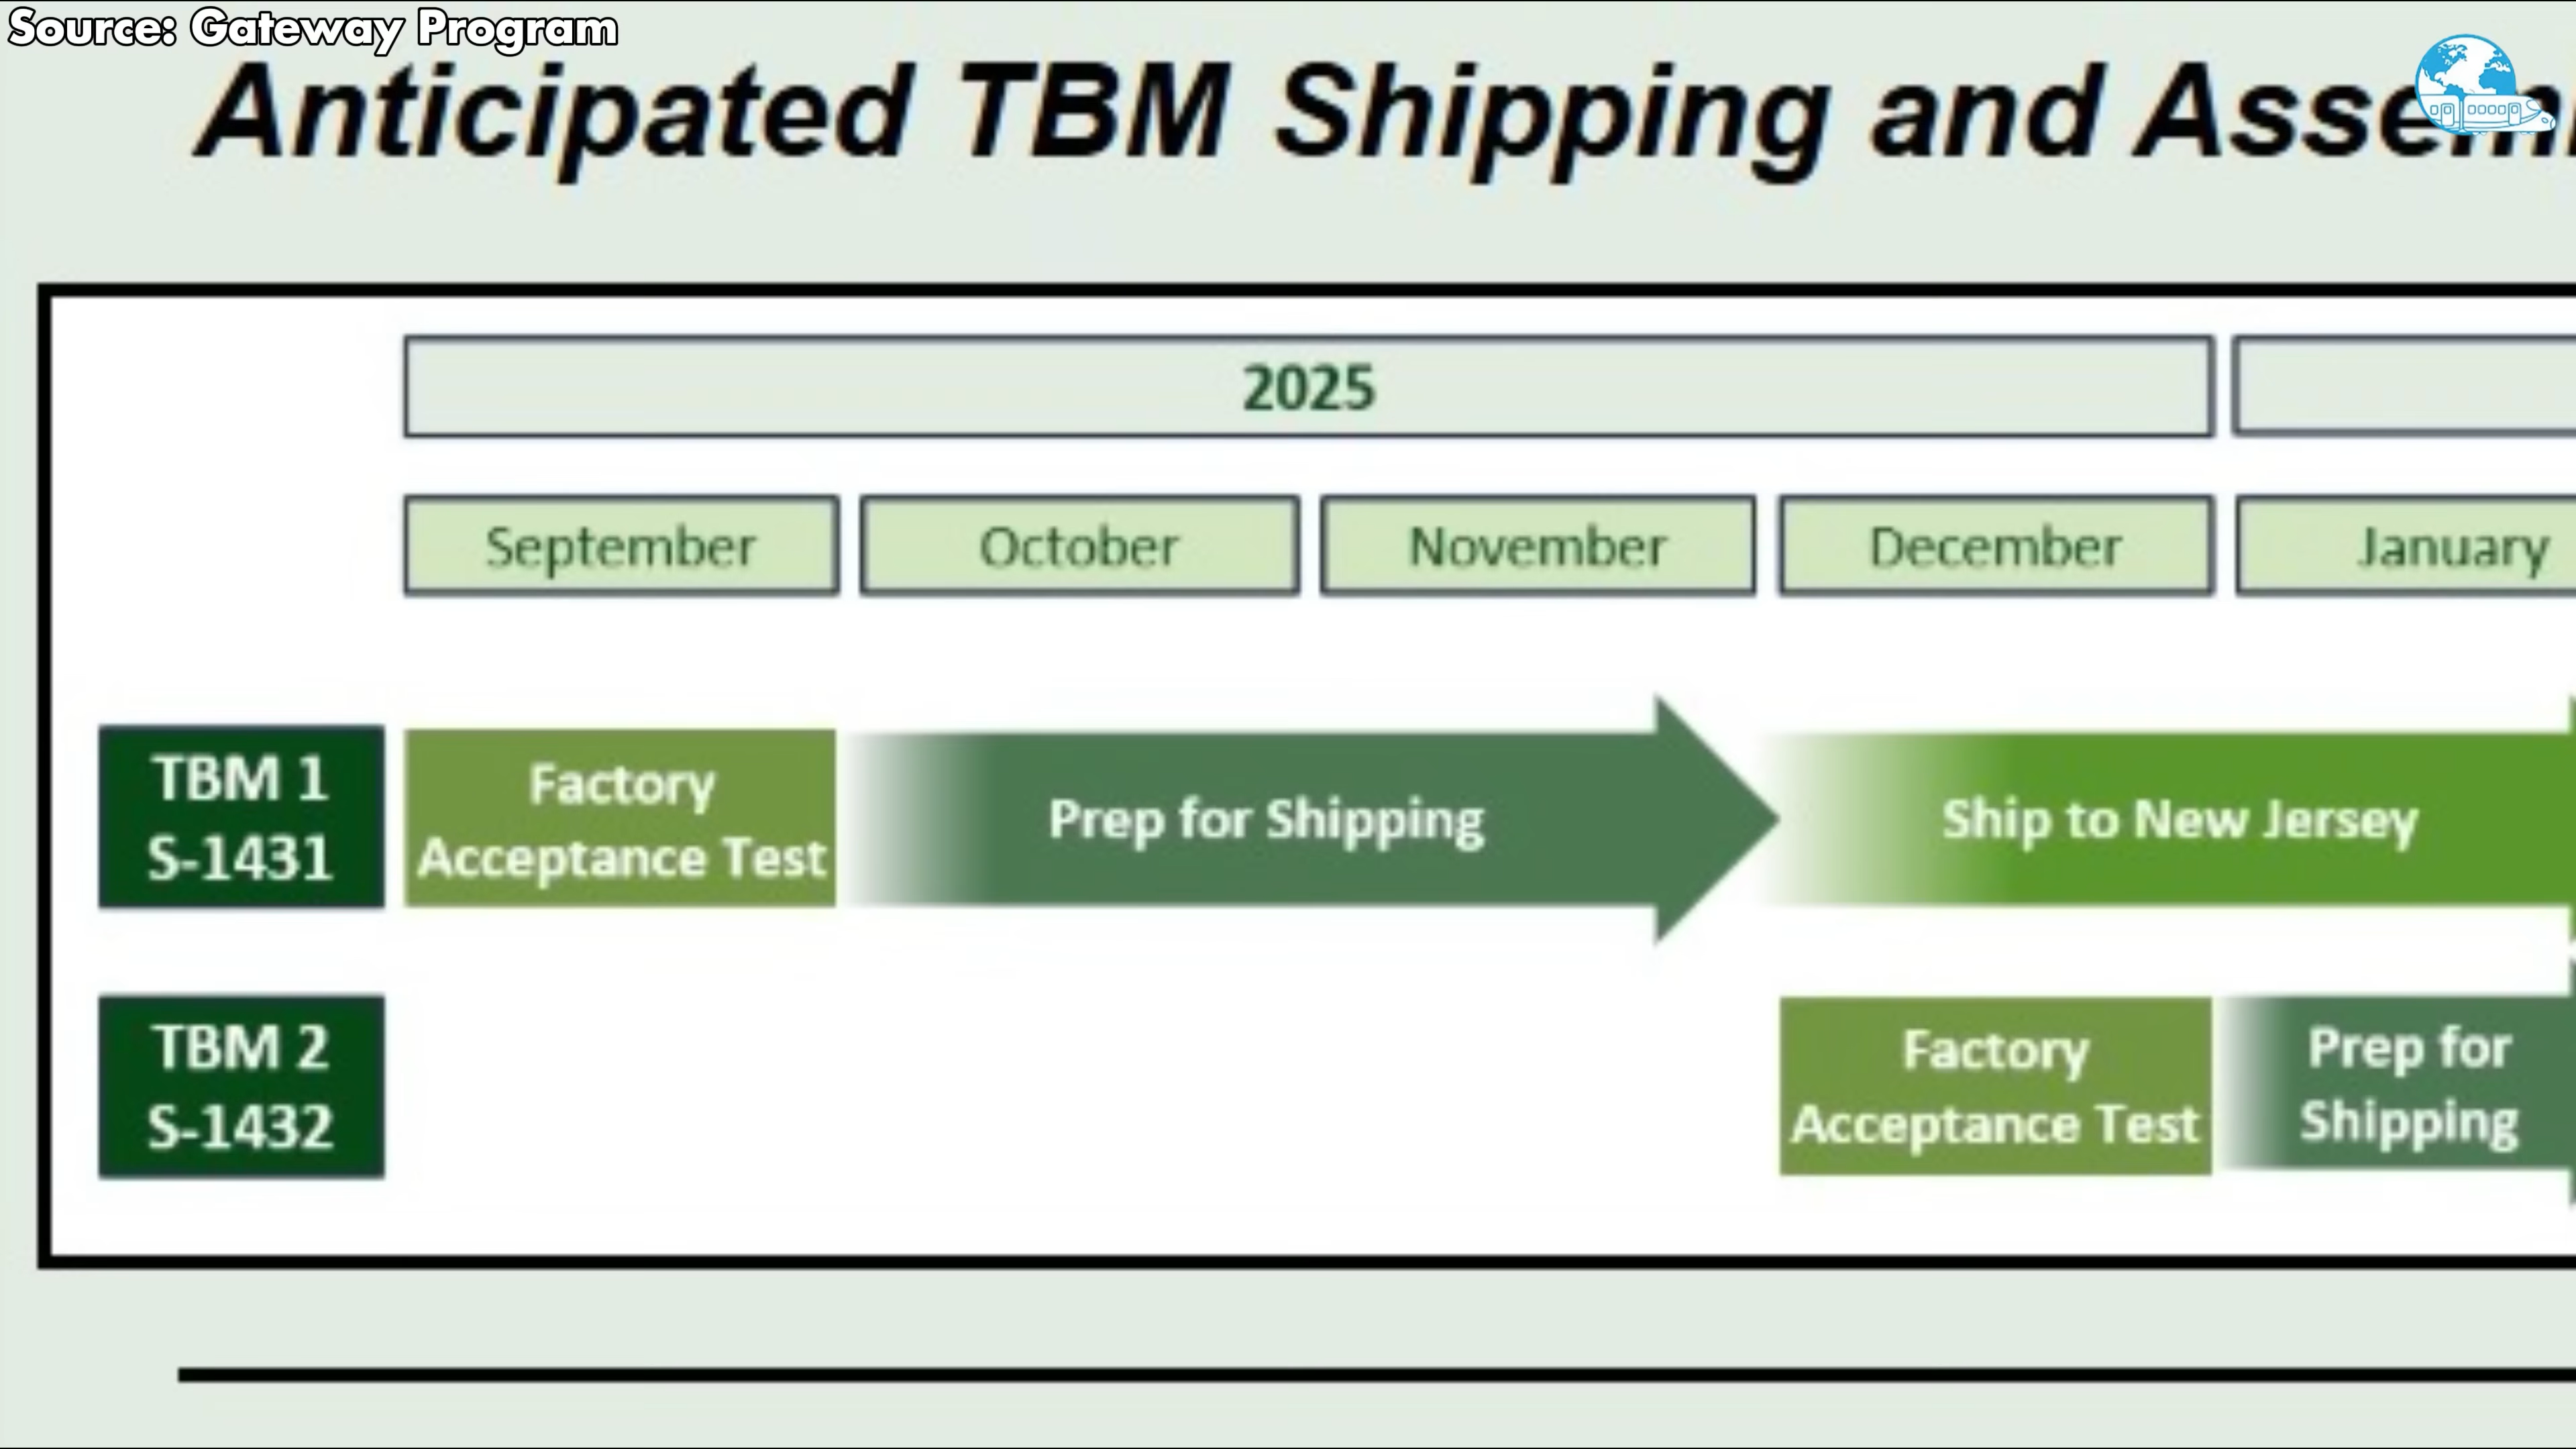 Source: Gateway Program
Anticipated TBM Shipping and
2025
September October November December January
TBM 1
S-1431
Factory
Acceptance Test
Prep for Shipping
Ship to New Jersey
TBM 2
S-1432
Factory
Acceptance Test
Prep for
Shipping